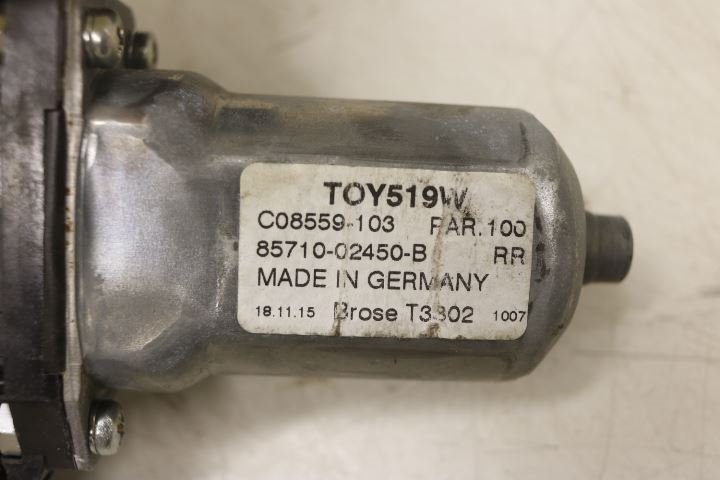 TOY519W
C08559-103 PAR.100
85710-02450-B RR
MADE IN GERMANY
18.11.15 Brose T3302 1007